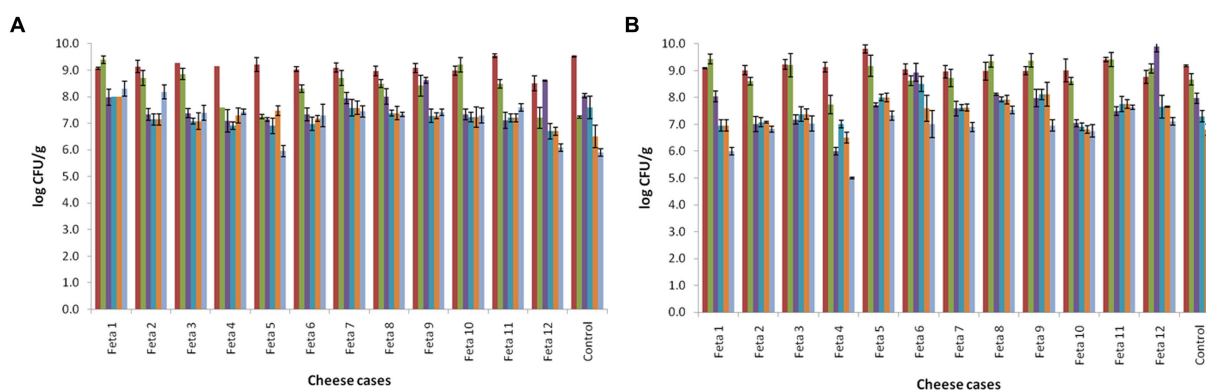 A
10.0
9.0
8.0
7.0
6.0
5.0
4.0
3.0
2.0
1.0
0.0
log CFU/g
Feta 1
Feta 2
Feta 3
Feta 4
Feta 5
Feta 6
Feta 7
Feta 8
Feta 9
Feta 10
Feta 11
Feta 12
Control
Cheese cases
B
10.0
9.0
8.0
7.0
6.0
5.0
4.0
3.0
2.0
1.0
0.0
log CFU/g
Feta 1
Feta 2
Feta 3
Feta 4
Feta 5
Feta 6
Feta 7
Feta 8
Feta 9
Feta 10
Feta 11
Feta 12
Control
Cheese cases